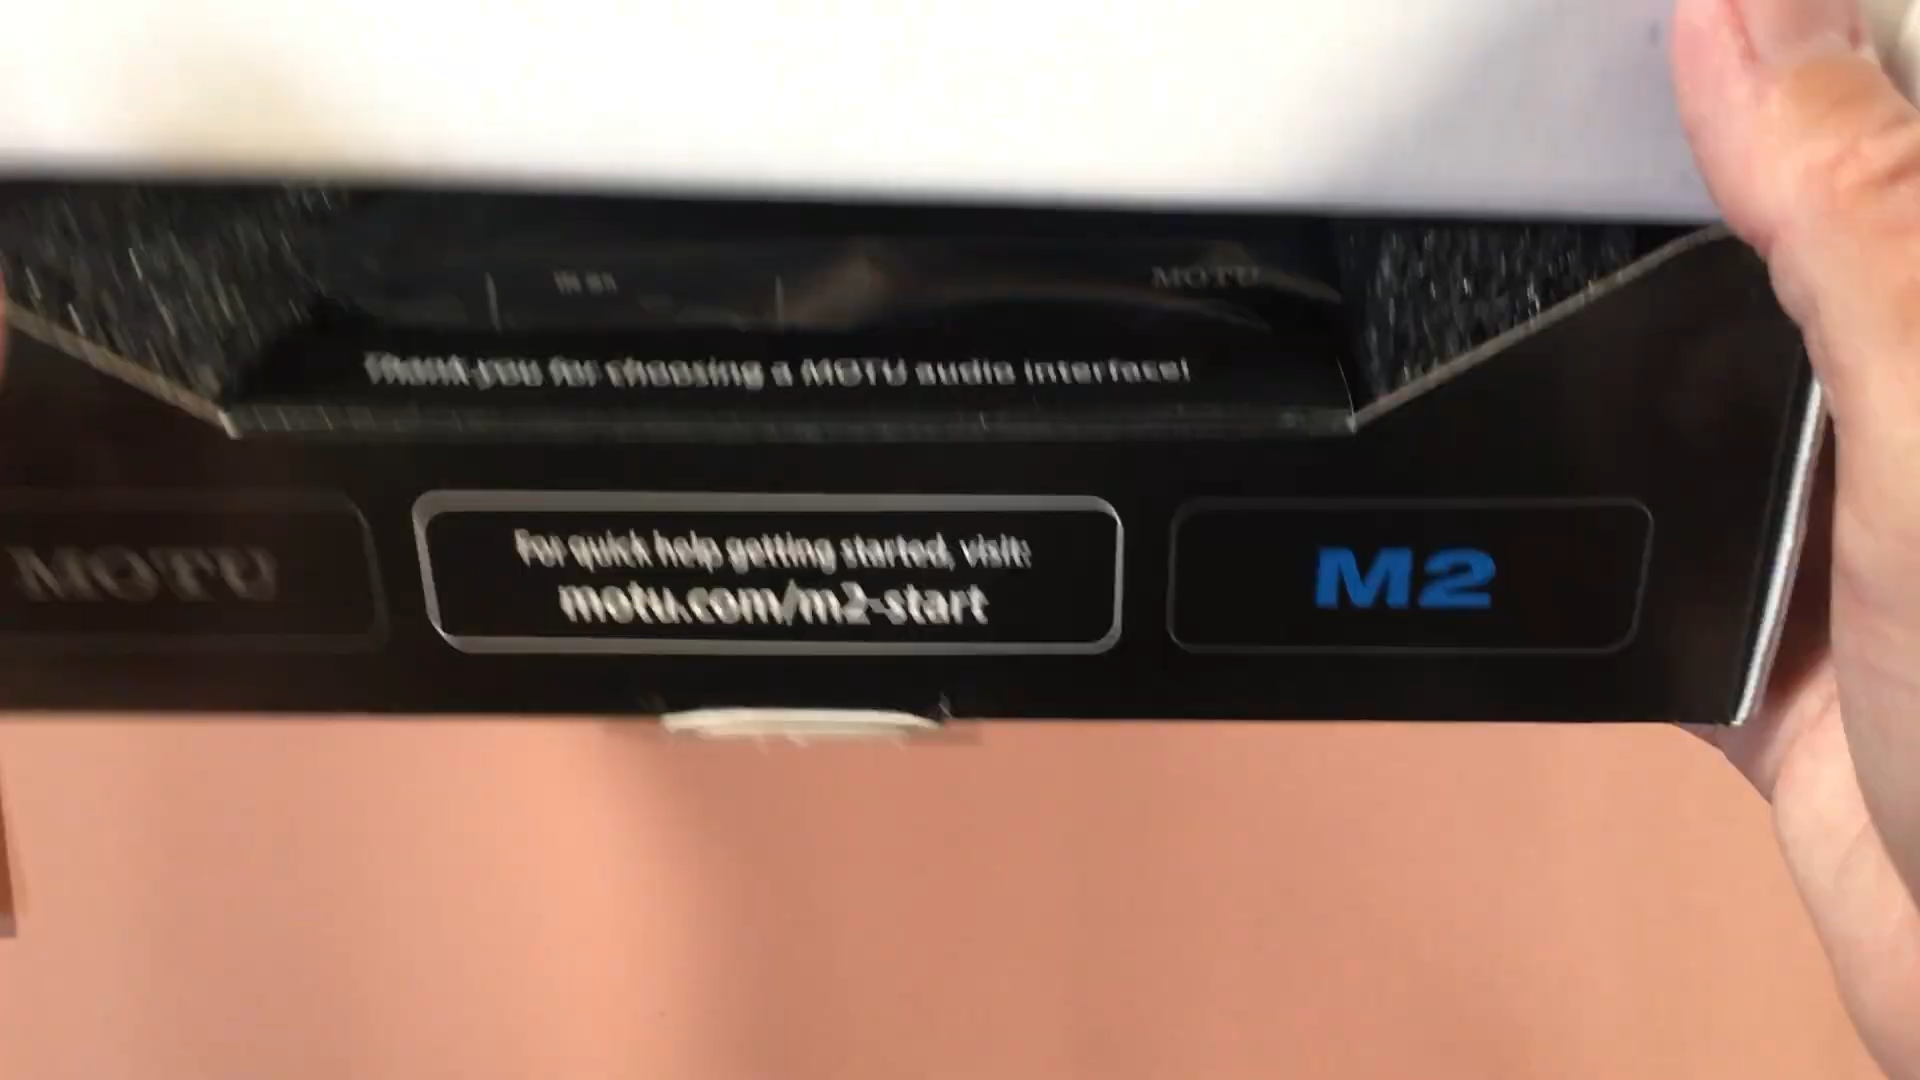 MOTU
Thank you for choosing a MOTU audio interface!
MOTU
For quick help getting started, visit:
motu.com/m2-start
M2